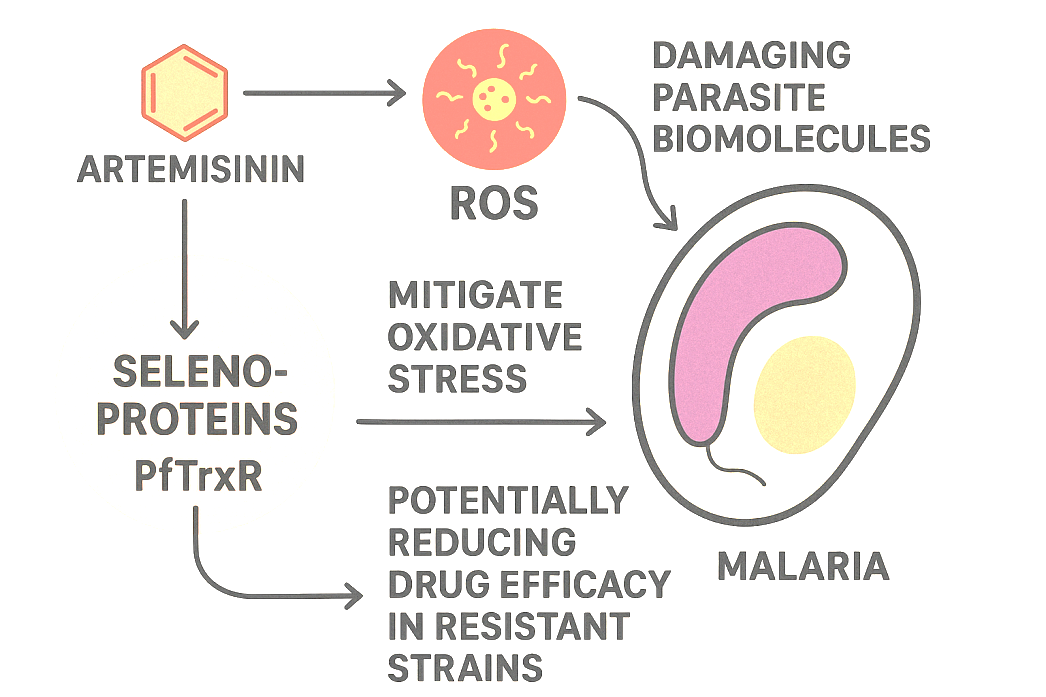 ARTEMISININ
ROS
DAMAGING
PARASITE
BIOMOLECULES
MITIGATE
OXIDATIVE
STRESS
SELENO-
PROTEINS
PfTrxR
POTENTIALLY
REDUCING
DRUG EFFICACY
IN RESISTANT
STRAINS
MALARIA